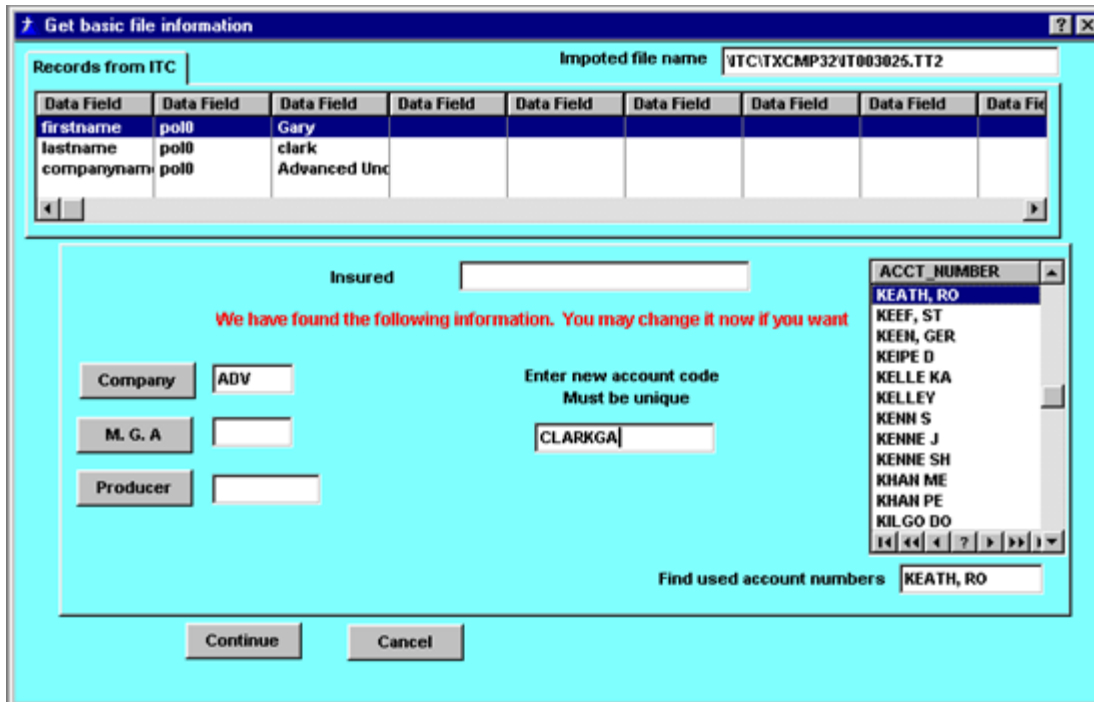 Get basic file information
Impoted file name \ITC\TXCMP32\IT003025.TT2
Records from ITC
Data Field Data Field Data Field Data Field Data Field Data Field Data Field Data Field Data Fie
firstname pol0 Gary
lastname pol0 clark
companynam pol0 Advanced Und
Insured
We have found the following information. You may change it now if you want
Company ADV
M. G. A
Producer
Enter new account code
Must be unique
CLARKGA
ACCT_NUMBER
KEATH, RO
KEEF, ST
KEEN, GER
KEIPE D
KELLE KA
KELLEY
KENN S
KENNE J
KENNE SH
KHAN ME
KHAN PE
KILGO DO
Find used account numbers KEATH, RO
Continue Cancel